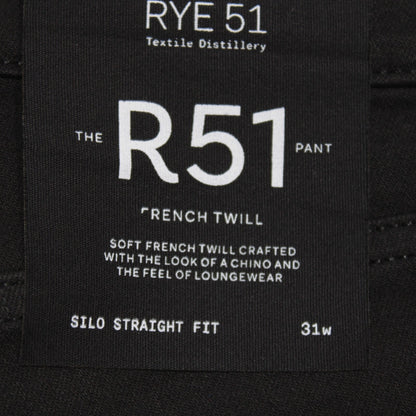 RYE 51
Textile Distillery
THE R51 PANT
FRENCH TWILL
SOFT FRENCH TWILL CRAFTED
WITH THE LOOK OF A CHINO AND
THE FEEL OF LOUNGEWEAR
SILO STRAIGHT FIT 31W